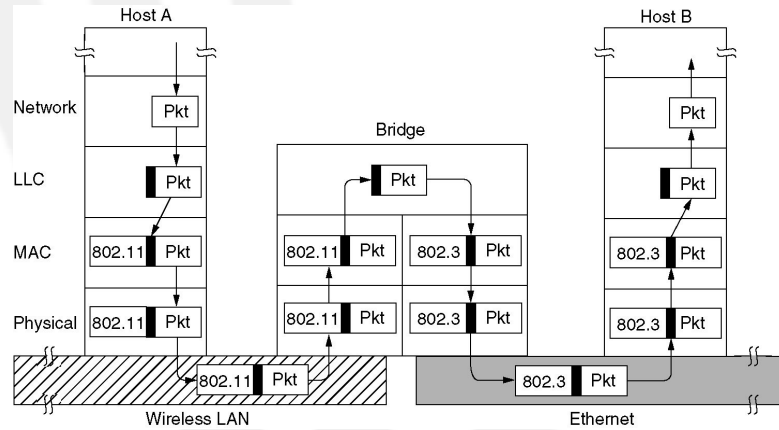 Host A
Host B
Network
Pkt
Pkt
Bridge
LLC
Pkt
Pkt
Pkt
MAC
802.11 Pkt
802.11 Pkt
802.3 Pkt
802.3 Pkt
Physical
802.11 Pkt
802.11 Pkt
802.3 Pkt
802.3 Pkt
802.11 Pkt
802.3 Pkt
Wireless LAN
Ethernet